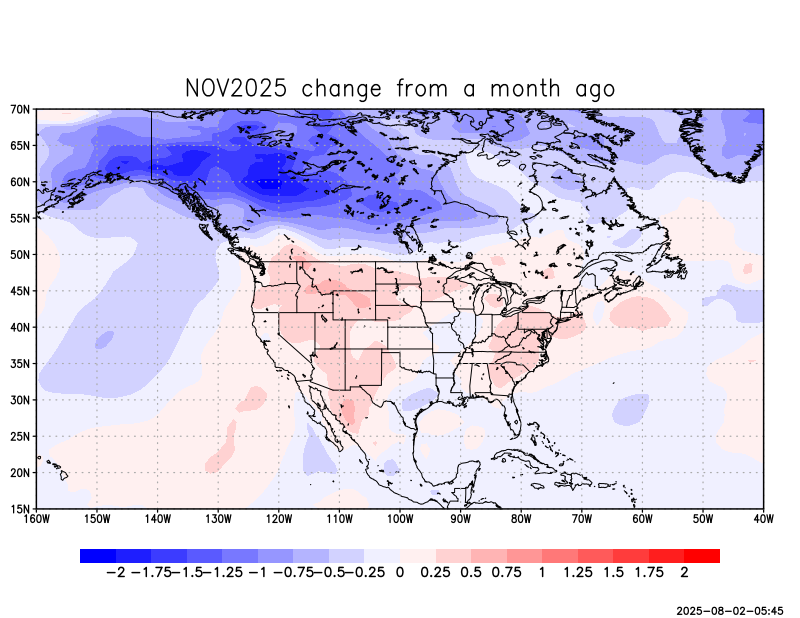 NOV2025 change from a month ago
70N
65N
60N
55N
50N
45N
40N
35N
30N
25N
20N
15N
160W 150W 140W 130W 120W 110W 100W 90W 80W 70W 60W 50W 40W
-2 -1.75 -1.5 -1.25 -1 -0.75 -0.5 -0.25 0 0.25 0.5 0.75 1 1.25 1.5 1.75 2
2025-08-02-05:45